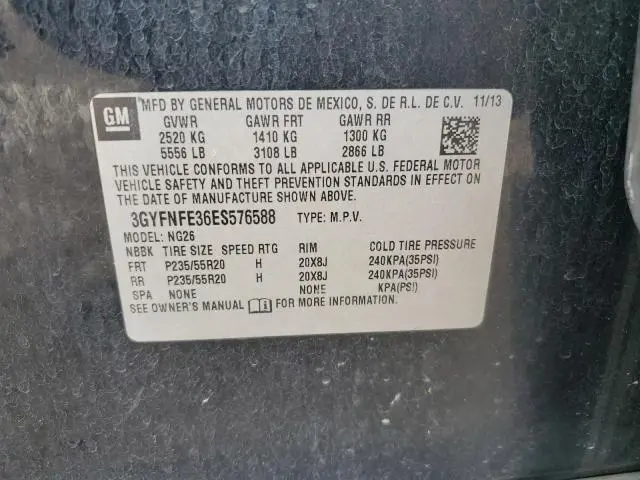 GM MFD BY GENERAL MOTORS DE MEXICO, S. DE R.L. DE C.V. 11/13
GVWR GAWR FRT GAWR RR
2520 KG 1410 KG 1300 KG
5556 LB 3108 LB 2866 LB
THIS VEHICLE CONFORMS TO ALL APPLICABLE U.S. FEDERAL MOTOR
VEHICLE SAFETY AND THEFT PREVENTION STANDARDS IN EFFECT ON
THE DATE OF MANUFACTURE SHOWN ABOVE.
3GYFNFE36ES576588 TYPE: M.P.V.
MODEL: NG26
NBBK TIRE SIZE SPEED RTG RIM COLD TIRE PRESSURE
FRT P235/55R20 H 20X8J 240KPA(35PSI)
RR P235/55R20 H 20X8J 240KPA(35PSI)
SPA NONE NONE KPA(PSI)
SEE OWNER'S MANUAL FOR MORE INFORMATION.